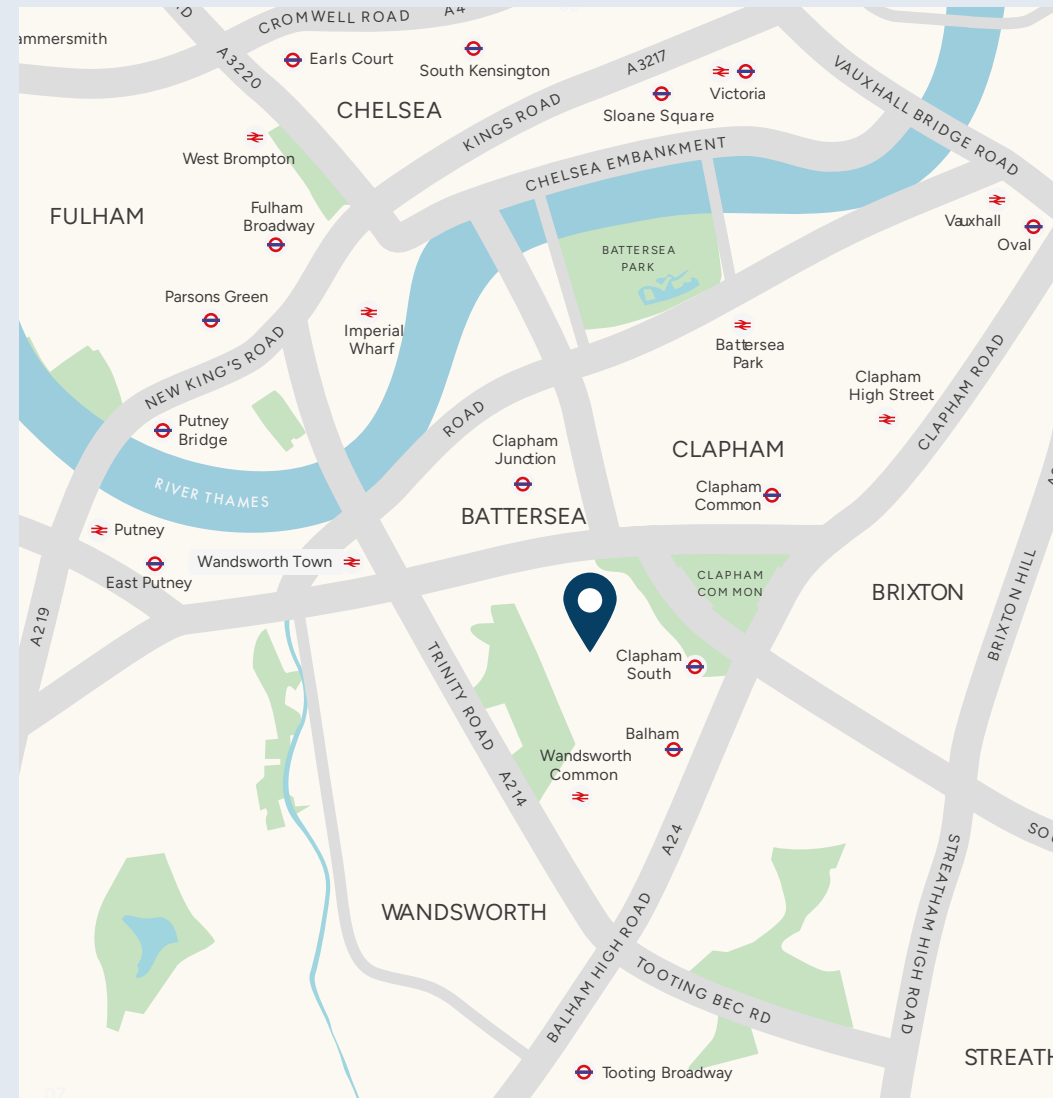 CROMWELL ROAD
A4
ammersmith
Earls Court
South Kensington
A3220
A3217
Victoria
Sloane Square
VAUXHALL BRIDGE ROAD
CHELSEA
KINGS ROAD
West Brompton
CHELSEA EMBANKMENT
FULHAM
Fulham
Broadway
Vauxhall
Oval
BATTERSEA
PARK
Parsons Green
Imperial
Wharf
Battersea
Park
NEW KING'S ROAD
Clapham
High Street
CLAPHAM ROAD
ROAD
Putney
Bridge
Clapham
Junction
CLAPHAM
Clapham
Common
RIVER THAMES
BATTERSEA
Putney
Wandsworth Town
East Putney
CLAPHAM
COM MON
BRIXTON
BRIXTON HILL
A219
Clapham
South
TRINITY ROAD
A214
Balham
Wandsworth
Common
A24
SOU
STREATHAM HIGH ROAD
WANDSWORTH
BALHAM HIGH ROAD
TOOTING BEC RD
STREATH
Tooting Broadway